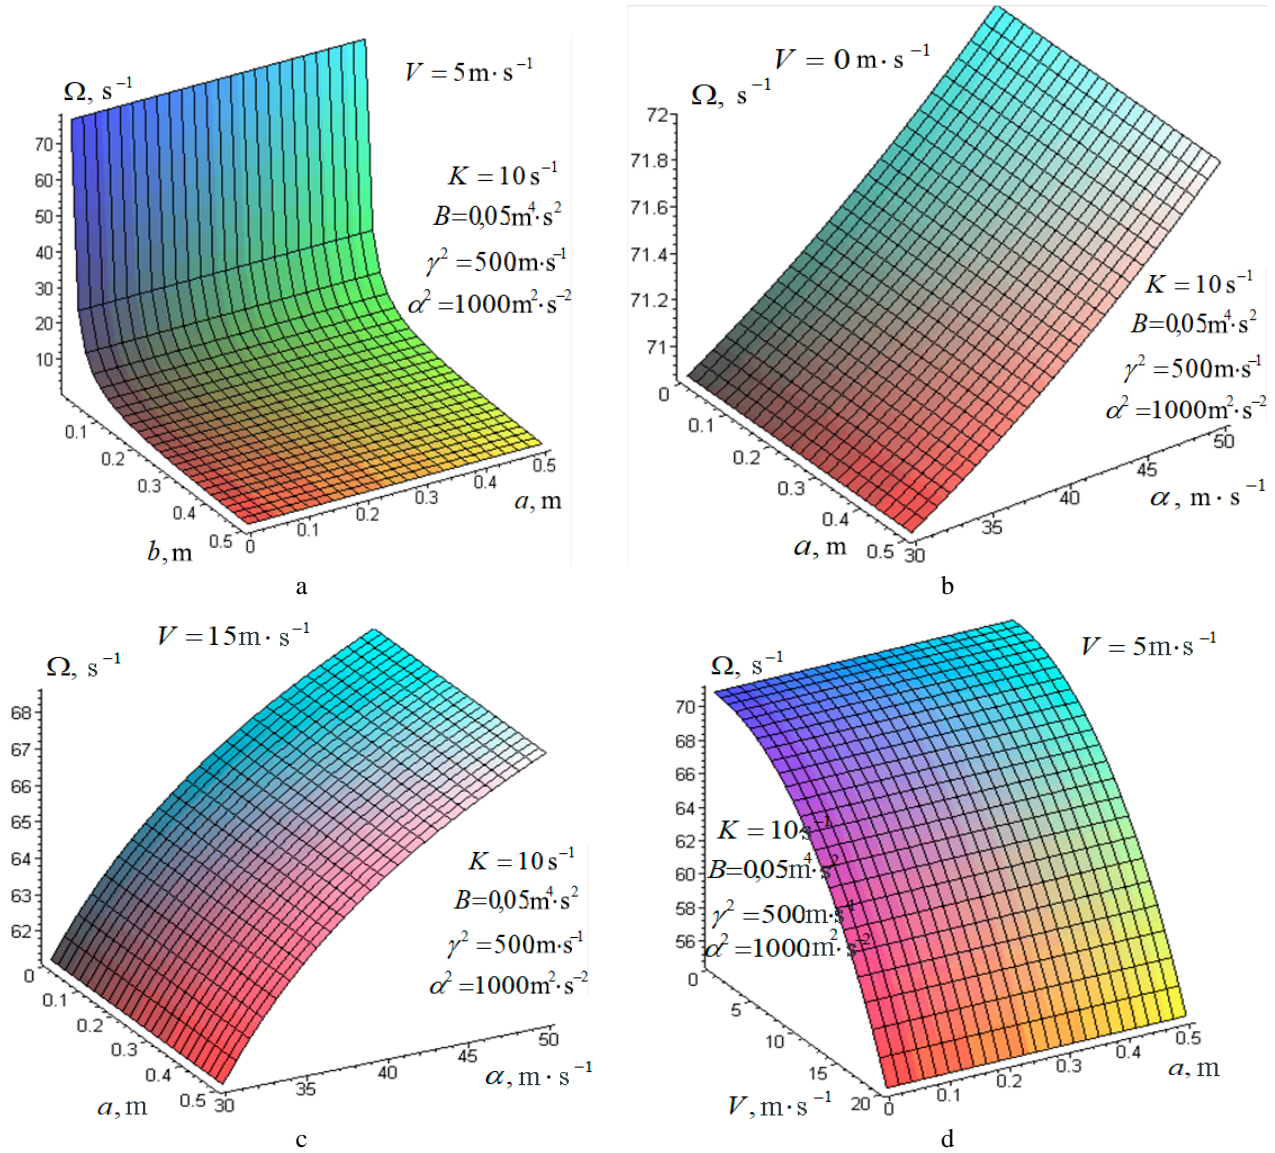 Ω, s⁻¹
V = 5m· s⁻¹
K = 10 s⁻¹
B=0,05m⁴·s²
γ² =500m·s⁻¹
α² =1000m²·s⁻²
70
60
50
40
30
20
10
0.1
0.2
0.3
0.4
0.5
b, m
0
0.1
0.2
0.3
0.4
0.5
a, m
a
V = 0 m· s⁻¹
Ω, s⁻¹
72
71.8
71.6
71.4
71.2
71
K = 10 s⁻¹
B=0,05m⁴·s²
γ² =500m·s⁻¹
α² =1000m²·s⁻²
0
0.1
0.2
0.3
0.4
0.5
a, m
30
35
40
45
50
α, m· s⁻¹
b
V = 15m· s⁻¹
Ω, s⁻¹
68
67
66
65
64
63
62
K = 10 s⁻¹
B=0,05m⁴·s²
γ² =500m·s⁻¹
α² =1000m²·s⁻²
0
0.1
0.2
0.3
0.4
0.5
a, m
30
35
40
45
50
α, m· s⁻¹
c
Ω, s⁻¹
V = 5m·s⁻¹
70
68
66
64
62
60
58
56
K = 10s⁻¹
B=0,05m⁴·s²
γ² =500m·s⁻¹
α² =1000m²·s⁻²
0
5
10
15
20
V, m·s⁻¹
0
0.1
0.2
0.3
0.4
0.5
a, m
d